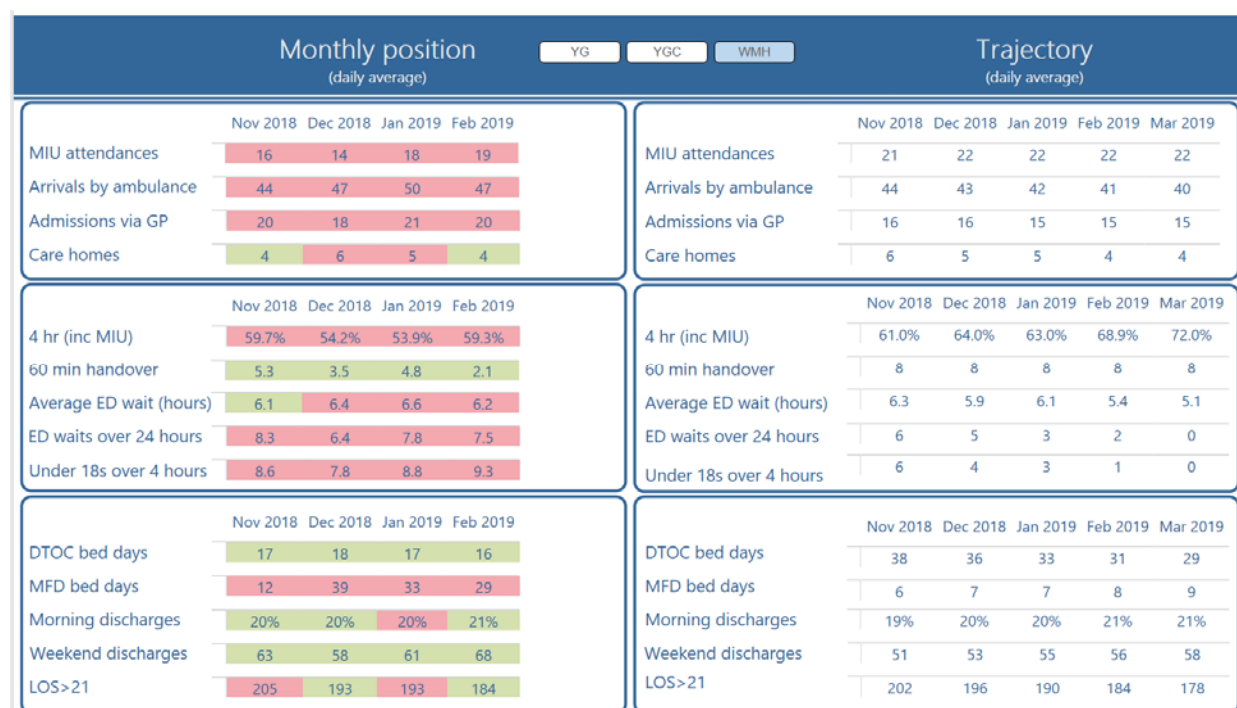 Monthly position
(daily average)
YG YGC WMH
Trajectory
(daily average)
Nov 2018 Dec 2018 Jan 2019 Feb 2019
MIU attendances 16 14 18 19
Arrivals by ambulance 44 47 50 47
Admissions via GP 20 18 21 20
Care homes 4 6 5 4
Nov 2018 Dec 2018 Jan 2019 Feb 2019 Mar 2019
MIU attendances 21 22 22 22 22
Arrivals by ambulance 44 43 42 41 40
Admissions via GP 16 16 15 15 15
Care homes 6 5 5 4 4
Nov 2018 Dec 2018 Jan 2019 Feb 2019
4 hr (inc MIU) 59.7% 54.2% 53.9% 59.3%
60 min handover 5.3 3.5 4.8 2.1
Average ED wait (hours) 6.1 6.4 6.6 6.2
ED waits over 24 hours 8.3 6.4 7.8 7.5
Under 18s over 4 hours 8.6 7.8 8.8 9.3
Nov 2018 Dec 2018 Jan 2019 Feb 2019 Mar 2019
4 hr (inc MIU) 61.0% 64.0% 63.0% 68.9% 72.0%
60 min handover 8 8 8 8 8
Average ED wait (hours) 6.3 5.9 6.1 5.4 5.1
ED waits over 24 hours 6 5 3 2 0
Under 18s over 4 hours 6 4 3 1 0
Nov 2018 Dec 2018 Jan 2019 Feb 2019
DTOC bed days 17 18 17 16
MFD bed days 12 39 33 29
Morning discharges 20% 20% 20% 21%
Weekend discharges 63 58 61 68
LOS>21 205 193 193 184
Nov 2018 Dec 2018 Jan 2019 Feb 2019 Mar 2019
DTOC bed days 38 36 33 31 29
MFD bed days 6 7 7 8 9
Morning discharges 19% 20% 20% 21% 21%
Weekend discharges 51 53 55 56 58
LOS>21 202 196 190 184 178